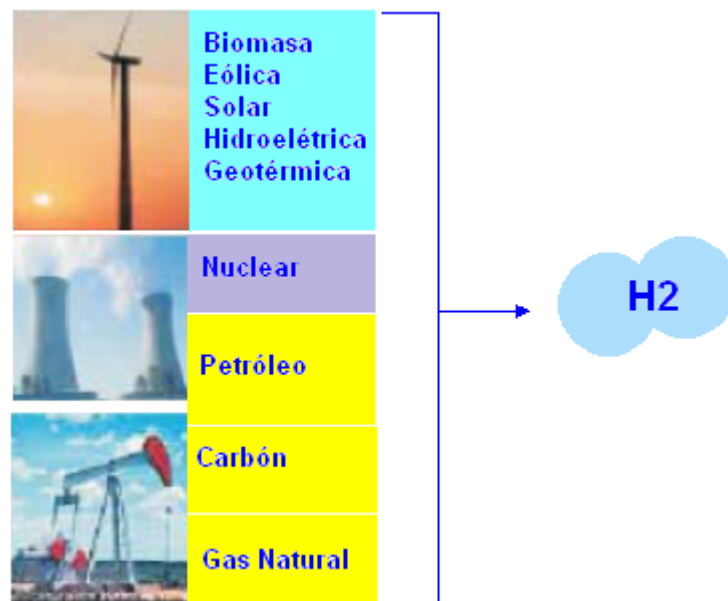 Biomasa
Eólica
Solar
Hidroelétrica
Geotérmica
Nuclear
Petróleo
Carbón
Gas Natural
H2